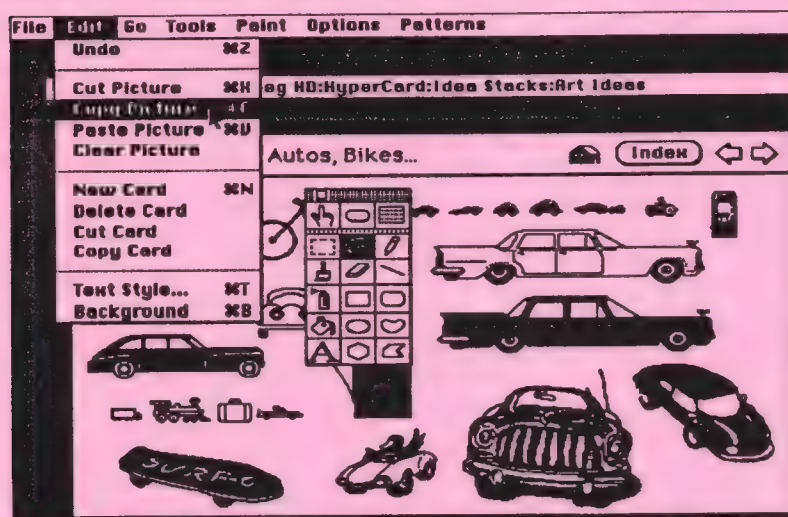 File Edit Go Tools Paint Options Patterns
Undo ⌘Z
Cut Picture ⌘X
eg HD:HyperCard:Idea Stacks:Art Ideas
Copy Picture ⌘C
Paste Picture ⌘V
Clear Picture
Autos, Bikes...
Index
New Card ⌘N
Delete Card
Cut Card
Copy Card
Text Style... ⌘T
Background ⌘B
SURF-O